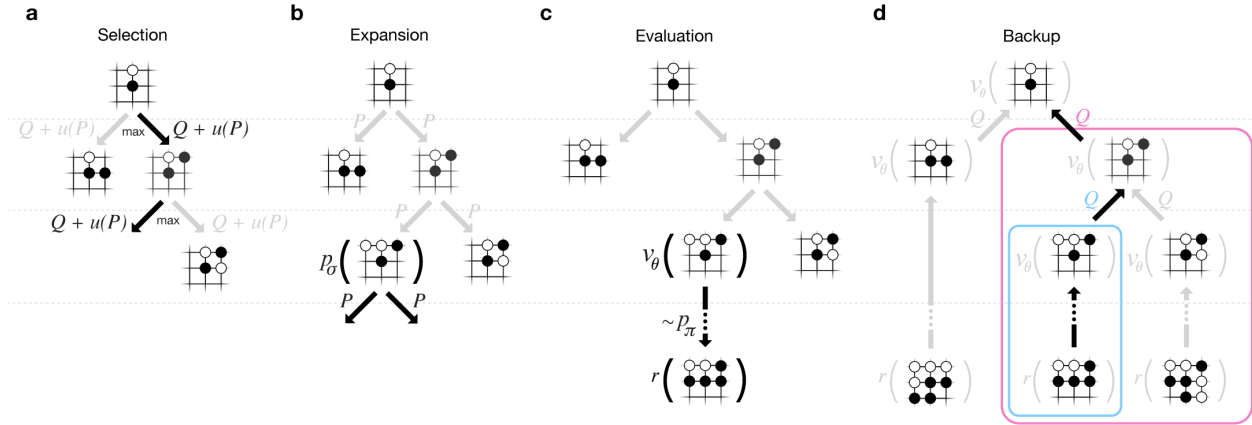 a
Selection
b
Expansion
c
Evaluation
d
Backup
Q + u(P)
max
Q + u(P)
Q + u(P)
max
Q + u(P)
P
P
P
P
pσ
P
P
vθ
~ pπ
r
vθ
Q
Q
vθ
vθ
Q
Q
vθ
vθ
r
r
r